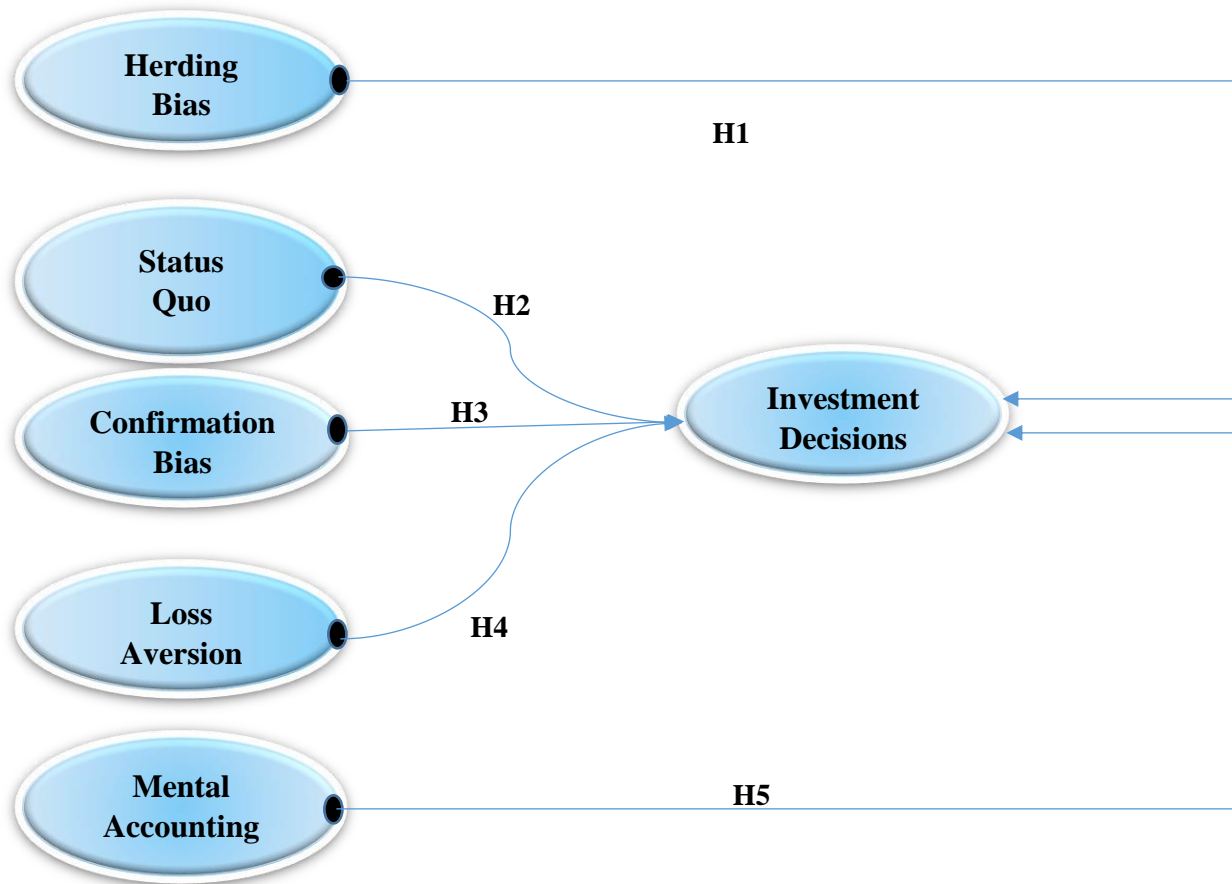 Herding
Bias
H1
Status
Quo
H2
Confirmation
Bias
H3
Investment
Decisions
Loss
Aversion
H4
Mental
Accounting
H5